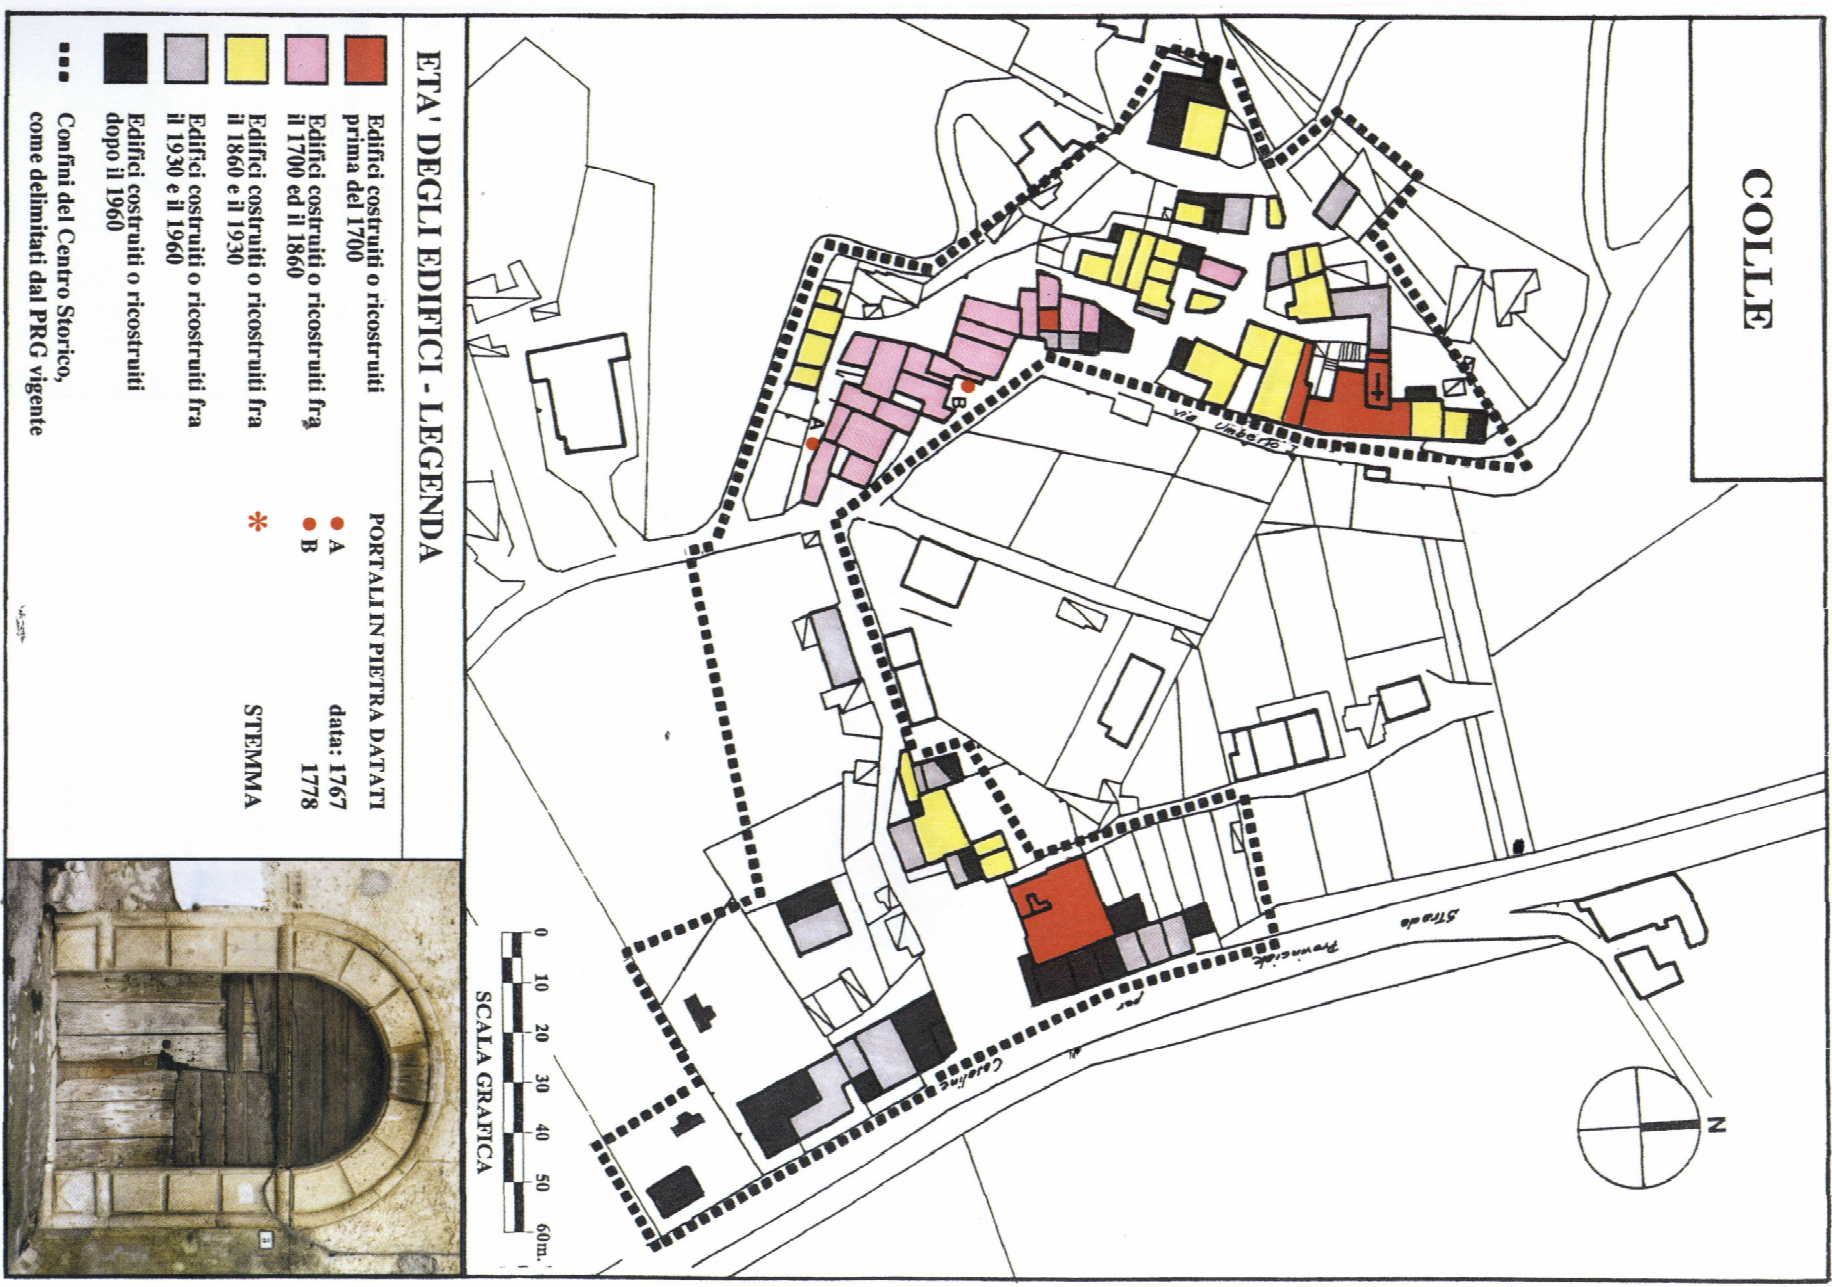 COLLE
N
Via Umberto I
Strada Provinciale per Casaline
A
B
ETA' DEGLI EDIFICI - LEGENDA
Edifici costruiti o ricostruiti
prima del 1700
Edifici costruiti o ricostruiti fra
il 1700 ed il 1860
Edifici costruiti o ricostruiti fra
il 1860 e il 1930
Edifici costruiti o ricostruiti fra
il 1930 e il 1960
Edifici costruiti o ricostruiti
dopo il 1960
Confini del Centro Storico,
come delimitati dal PRG vigente
PORTALI IN PIETRA DATATI
A data: 1767
B 1778
* STEMMA
0 10 20 30 40 50 60m.
SCALA GRAFICA